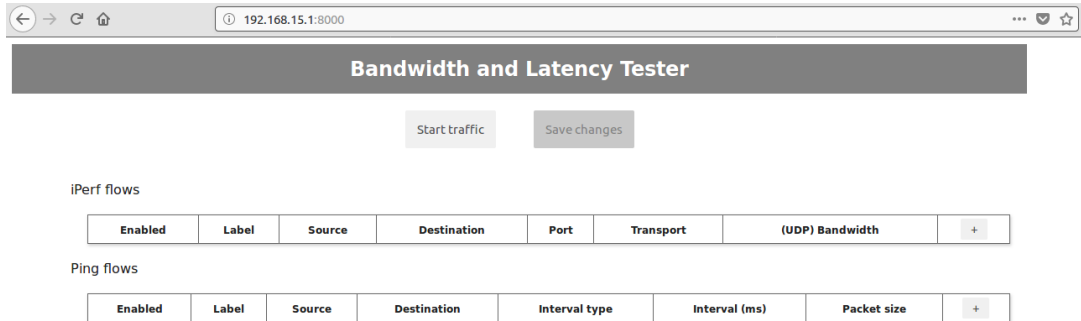 192.168.15.1:8000
Bandwidth and Latency Tester
Start traffic Save changes
iPerf flows
Enabled Label Source Destination Port Transport (UDP) Bandwidth +
Ping flows
Enabled Label Source Destination Interval type Interval (ms) Packet size +